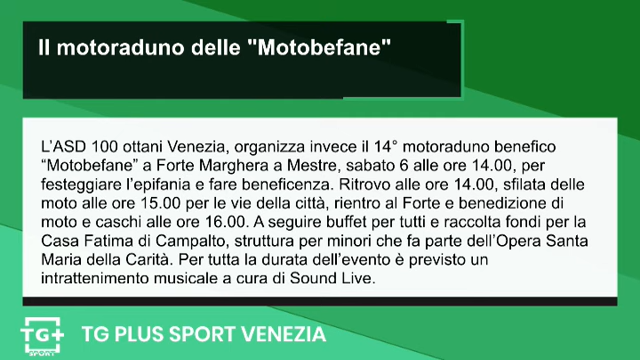 Il motoraduno delle "Motobefane"
L'ASD 100 ottani Venezia, organizza invece il 14° motoraduno benefico
"Motobefane" a Forte Marghera a Mestre, sabato 6 alle ore 14.00, per
festeggiare l'epifania e fare beneficenza. Ritrovo alle ore 14.00, sfilata delle
moto alle ore 15.00 per le vie della città, rientro al Forte e benedizione di
moto e caschi alle ore 16.00. A seguire buffet per tutti e raccolta fondi per la
Casa Fatima di Campalto, struttura per minori che fa parte dell'Opera Santa
Maria della Carità. Per tutta la durata dell'evento è previsto un
intrattenimento musicale a cura di Sound Live.
TG+
SPORT
TG PLUS SPORT VENEZIA